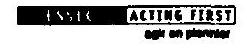 ESSEC ACTING FIRST
agir en pionnier